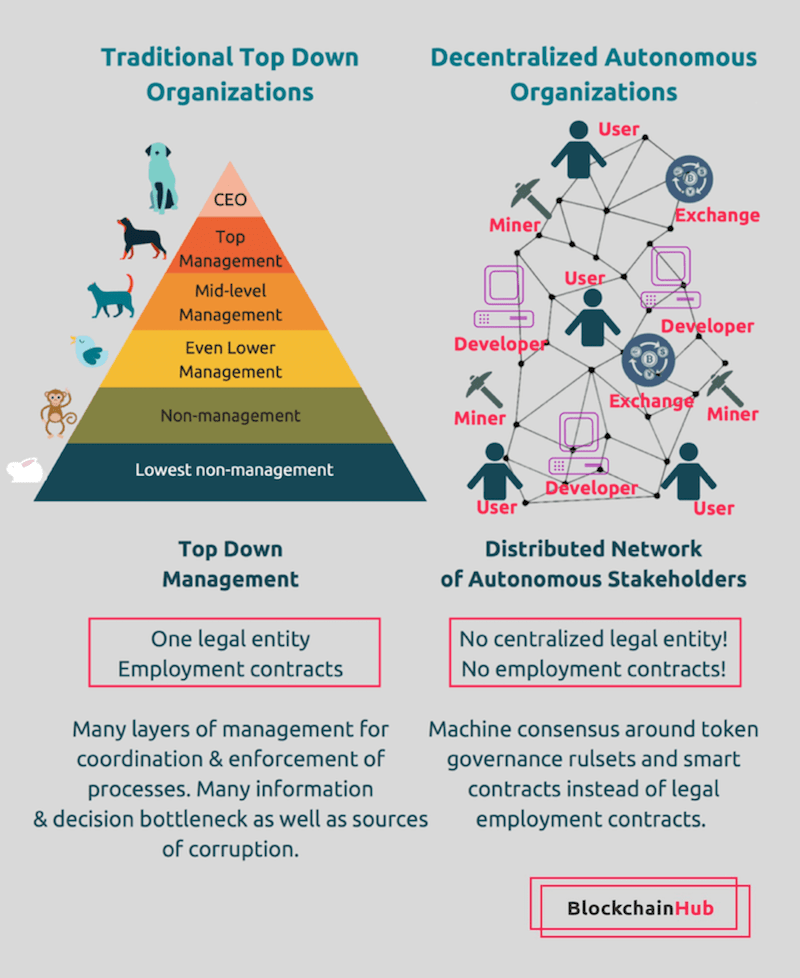 Traditional Top Down
Organizations
CEO
Top
Management
Mid-level
Management
Even Lower
Management
Non-management
Lowest non-management
Top Down
Management
One legal entity
Employment contracts
Many layers of management for
coordination & enforcement of
processes. Many information
& decision bottleneck as well as sources
of corruption.
Decentralized Autonomous
Organizations
User
Exchange
Miner
User
Developer
Developer
Exchange
Miner
Miner
Developer
User
User
Distributed Network
of Autonomous Stakeholders
No centralized legal entity!
No employment contracts!
Machine consensus around token
governance rulsets and smart
contracts instead of legal
employment contracts.
BlockchainHub